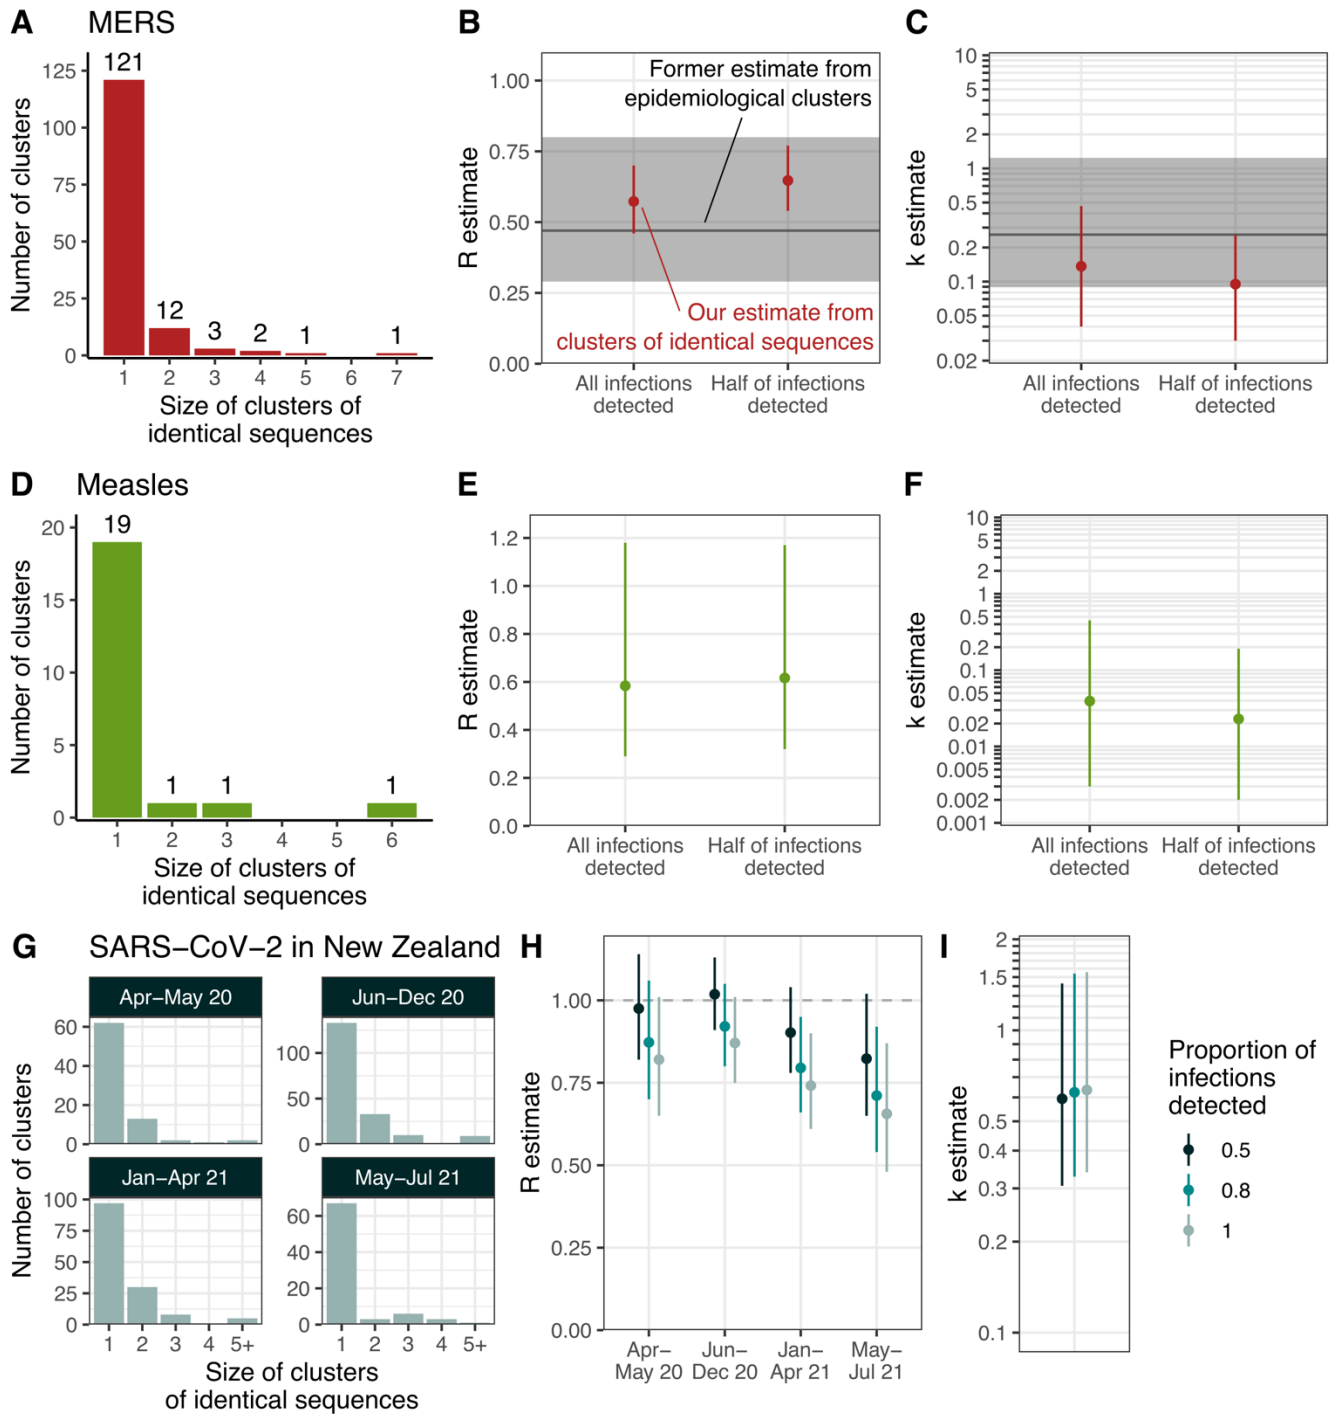 A MERS
125
100
75
50
25
0
121
12
3
2
1
1
1 2 3 4 5 6 7
Number of clusters
Size of clusters of
identical sequences
B
1.00
0.75
0.50
0.25
0.00
R estimate
Former estimate from
epidemiological clusters
Our estimate from
clusters of identical sequences
All infections
detected
Half of infections
detected
C
10
5
2
1
0.5
0.2
0.1
0.05
0.02
k estimate
All infections
detected
Half of infections
detected
D Measles
20
15
10
5
0
19
1
1
1
1 2 3 4 5 6
Number of clusters
Size of clusters of
identical sequences
E
1.2
1.0
0.8
0.6
0.4
0.2
0.0
R estimate
All infections
detected
Half of infections
detected
F
10
5
2
1
0.5
0.2
0.1
0.05
0.02
0.01
0.005
0.002
0.001
k estimate
All infections
detected
Half of infections
detected
G SARS−CoV−2 in New Zealand
Apr−May 20
60
40
20
0
Jun−Dec 20
100
50
0
Jan−Apr 21
100
75
50
25
0
1 2 3 4 5+
May−Jul 21
60
40
20
0
1 2 3 4 5+
Number of clusters
Size of clusters
of identical sequences
H
1.00
0.75
0.50
0.25
0.00
R estimate
Apr−
May 20
Jun−
Dec 20
Jan−
Apr 21
May−
Jul 21
I
2
1.5
1
0.5
0.4
0.3
0.2
0.1
k estimate
Proportion of
infections
detected
0.5
0.8
1